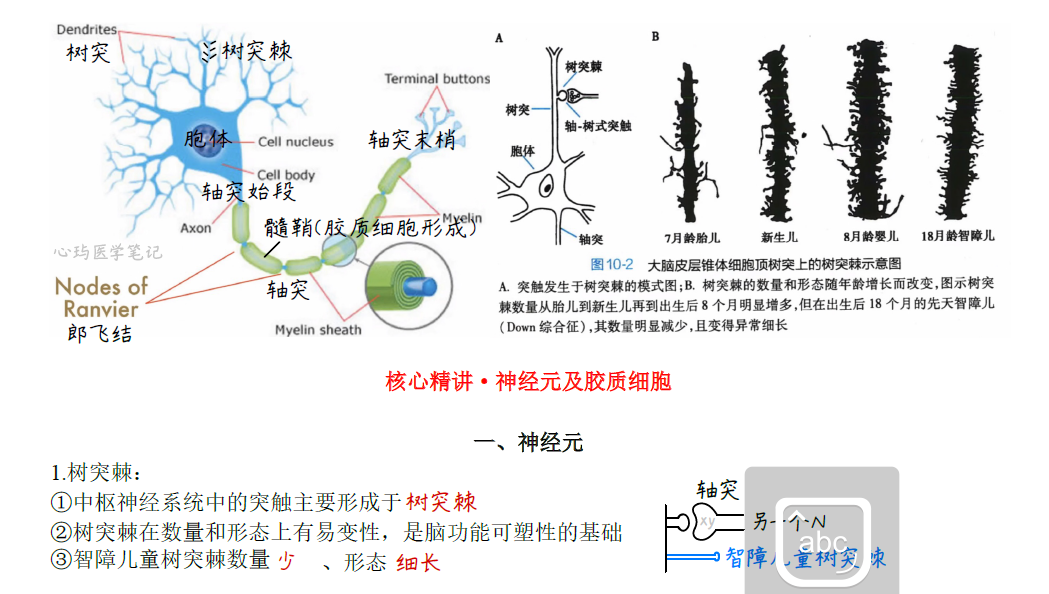 Dendrites
树突
树突棘
Terminal buttons
胞体
Cell nucleus
轴突末梢
Cell body
轴突始段
Axon
Myelin
髓鞘(胶质细胞形成)
心玙医学笔记
Nodes of
Ranvier
郎飞结
轴突
Myelin sheath
A
树突棘
树突
轴-树式突触
胞体
轴突
B
7月龄胎儿
新生儿
8月龄婴儿
18月龄智障儿
图10-2 大脑皮层锥体细胞顶树突上的树突棘示意图
A. 突触发生于树突棘的模式图;B. 树突棘的数量和形态随年龄增长而改变,图示树突
棘数量从胎儿到新生儿再到出生后 8 个月明显增多,但在出生后 18 个月的先天智障儿
(Down 综合征),其数量明显减少,且变得异常细长
核心精讲·神经元及胶质细胞
一、神经元
1.树突棘:
①中枢神经系统中的突触主要形成于 树突棘
②树突棘在数量和形态上有易变性，是脑功能可塑性的基础
③智障儿童树突棘数量 少 、形态 细长
轴突
xy
另一个N
abc
智障儿童树突棘